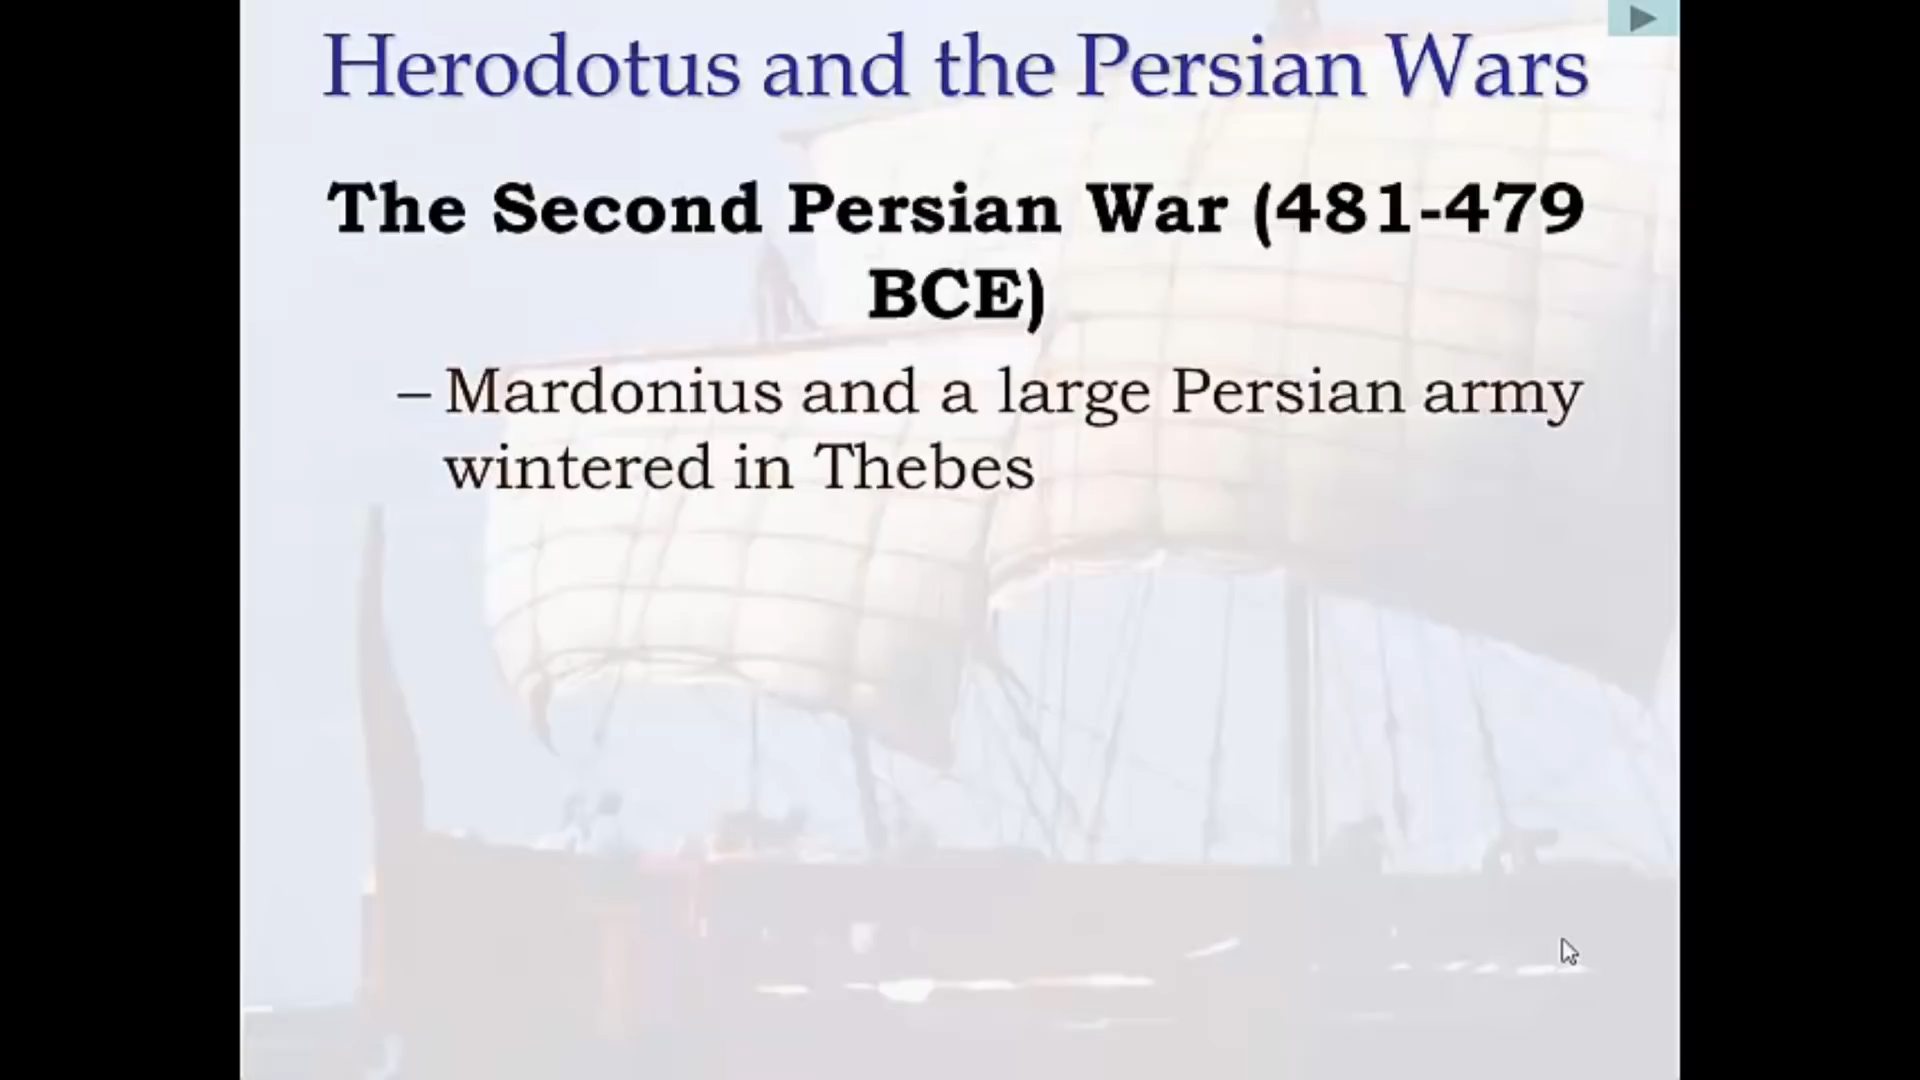 Herodotus and the Persian Wars
The Second Persian War (481-479
BCE)
– Mardonius and a large Persian army
wintered in Thebes